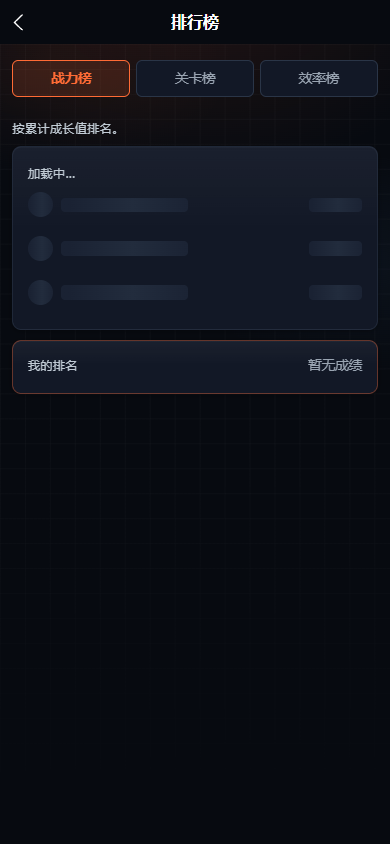 排行榜
战力榜
关卡榜
效率榜
按累计成长值排名。
加载中...
我的排名
暂无成绩